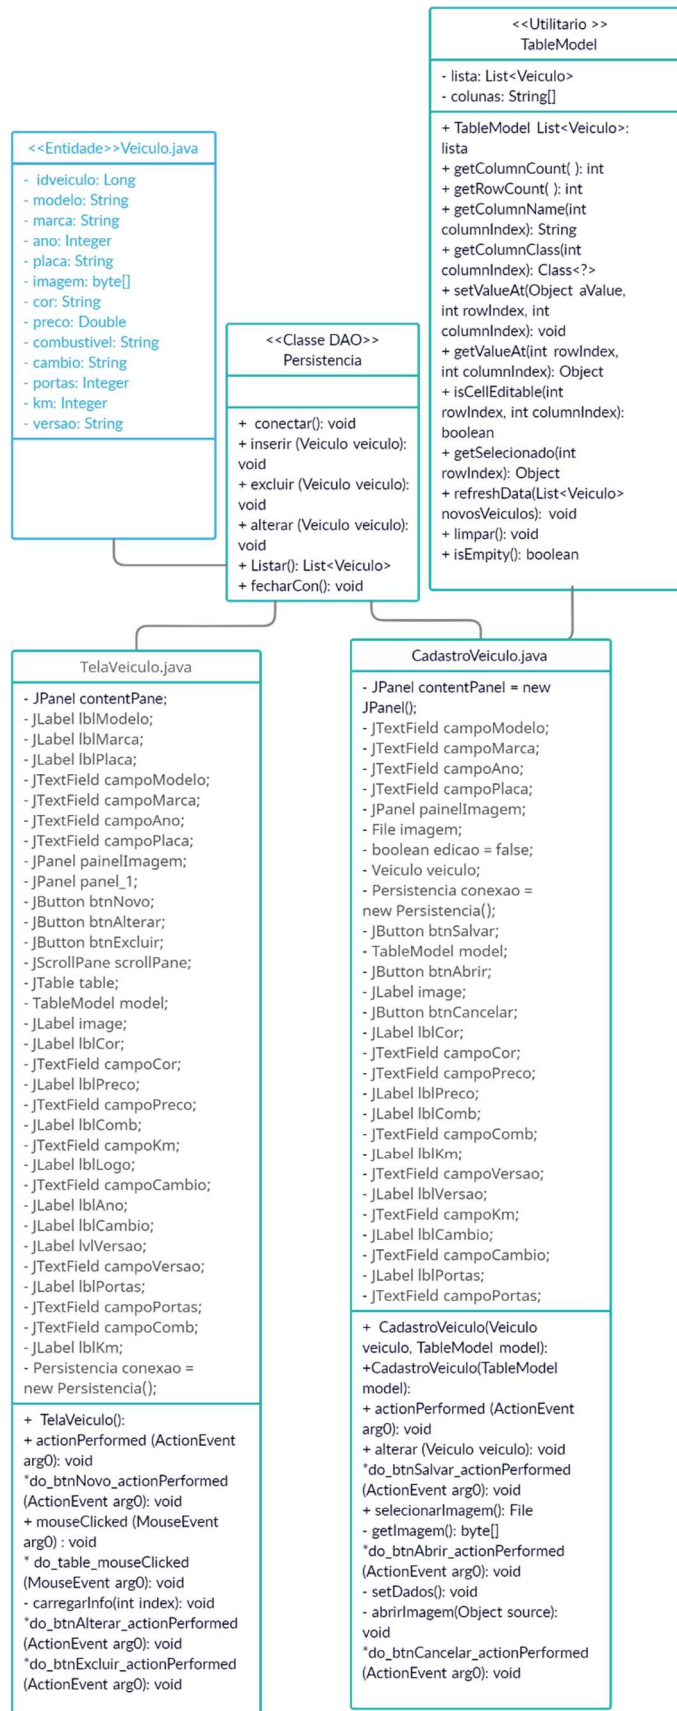 <<Utilitario >>
TableModel
- lista: List<Veiculo>
- colunas: String[]
+ TableModel List<Veiculo>:
lista
+ getColumnCount( ): int
+ getRowCount( ): int
+ getColumnName(int
columnIndex): String
+ getColumnClass(int
columnIndex): Class<?>
+ setValueAt(Object aValue,
int rowIndex, int
columnIndex): void
+ getValueAt(int rowIndex,
int columnIndex): Object
+ isCellEditable(int
rowIndex, int columnIndex):
boolean
+ getSelecionado(int
rowIndex): Object
+ refreshData(List<Veiculo>
novosVeiculos): void
+ limpar(): void
+ isEmpity(): boolean
<<Entidade>>Veiculo.java
- idveiculo: Long
- modelo: String
- marca: String
- ano: Integer
- placa: String
- imagem: byte[]
- cor: String
- preco: Double
- combustivel: String
- cambio: String
- portas: Integer
- km: Integer
- versao: String
<<Classe DAO>>
Persistencia
+ conectar(): void
+ inserir (Veiculo veiculo):
void
+ excluir (Veiculo veiculo):
void
+ alterar (Veiculo veiculo):
void
+ Listar(): List<Veiculo>
+ fecharCon(): void
TelaVeiculo.java
- JPanel contentPane;
- JLabel lblModelo;
- JLabel lblMarca;
- JLabel lblPlaca;
- JTextField campoModelo;
- JTextField campoMarca;
- JTextField campoAno;
- JTextField campoPlaca;
- JPanel painelImagem;
- JPanel panel_1;
- JButton btnNovo;
- JButton btnAlterar;
- JButton btnExcluir;
- JScrollPane scrollPane;
- JTable table;
- TableModel model;
- JLabel image;
- JLabel lblCor;
- JTextField campoCor;
- JLabel lblPreco;
- JTextField campoPreco;
- JLabel lblComb;
- JTextField campoKm;
- JLabel lblLogo;
- JTextField campoCambio;
- JLabel lblAno;
- JLabel lblCambio;
- JLabel lvlVersao;
- JTextField campoVersao;
- JLabel lblPortas;
- JTextField campoPortas;
- JTextField campoComb;
- JLabel lblKm;
- Persistencia conexao =
new Persistencia();
+ TelaVeiculo():
+ actionPerformed (ActionEvent
arg0): void
*do_btnNovo_actionPerformed
(ActionEvent arg0): void
+ mouseClicked (MouseEvent
arg0) : void
* do_table_mouseClicked
(MouseEvent arg0): void
- carregarInfo(int index): void
*do_btnAlterar_actionPerformed
(ActionEvent arg0): void
*do_btnExcluir_actionPerformed
(ActionEvent arg0): void
CadastroVeiculo.java
- JPanel contentPanel = new
JPanel();
- JTextField campoModelo;
- JTextField campoMarca;
- JTextField campoAno;
- JTextField campoPlaca;
- JPanel painelImagem;
- File imagem;
- boolean edicao = false;
- Veiculo veiculo;
- Persistencia conexao =
new Persistencia();
- JButton btnSalvar;
- TableModel model;
- JButton btnAbrir;
- JLabel image;
- JButton btnCancelar;
- JLabel lblCor;
- JTextField campoCor;
- JTextField campoPreco;
- JLabel lblPreco;
- JLabel lblComb;
- JTextField campoComb;
- JLabel lblKm;
- JTextField campoVersao;
- JLabel lblVersao;
- JTextField campoKm;
- JLabel lblCambio;
- JTextField campoCambio;
- JLabel lblPortas;
- JTextField campoPortas;
+ CadastroVeiculo(Veiculo
veiculo, TableModel model):
+CadastroVeiculo(TableModel
model):
+ actionPerformed (ActionEvent
arg0): void
+ alterar (Veiculo veiculo): void
*do_btnSalvar_actionPerformed
(ActionEvent arg0): void
+ selecionarImagem(): File
- getImagem(): byte[]
*do_btnAbrir_actionPerformed
(ActionEvent arg0): void
- setDados(): void
- abrirImagem(Object source):
void
*do_btnCancelar_actionPerformed
(ActionEvent arg0): void